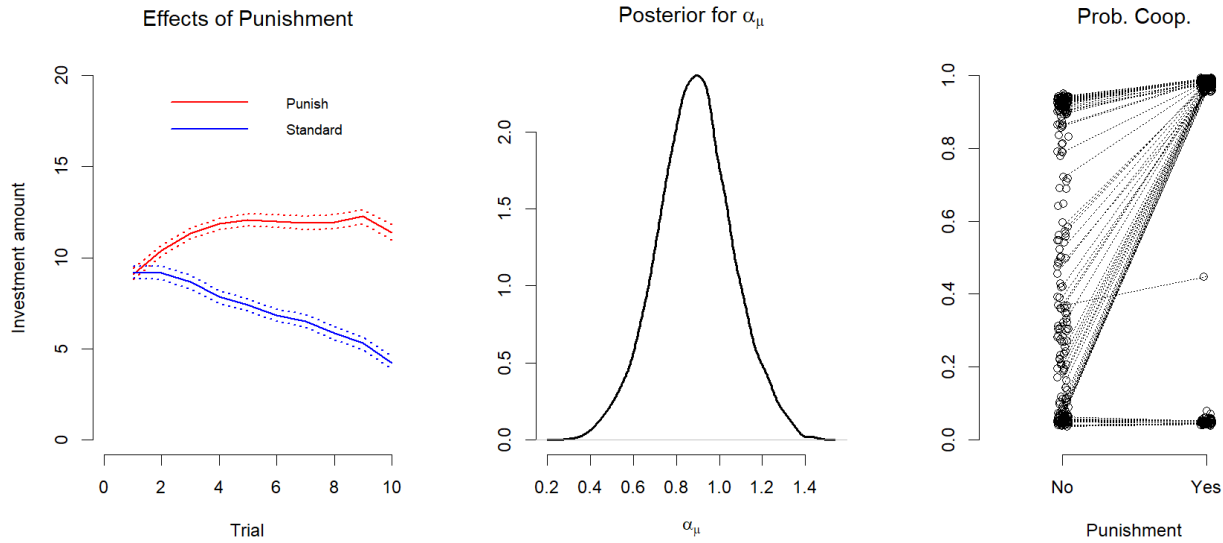 Effects of Punishment
Investment amount
20
15
10
5
0
Punish
Standard
0 2 4 6 8 10
Trial
Posterior for αμ
2.0
1.5
1.0
0.5
0.0
0.2 0.4 0.6 0.8 1.0 1.2 1.4
αμ
Prob. Coop.
1.0
0.8
0.6
0.4
0.2
0.0
No Yes
Punishment